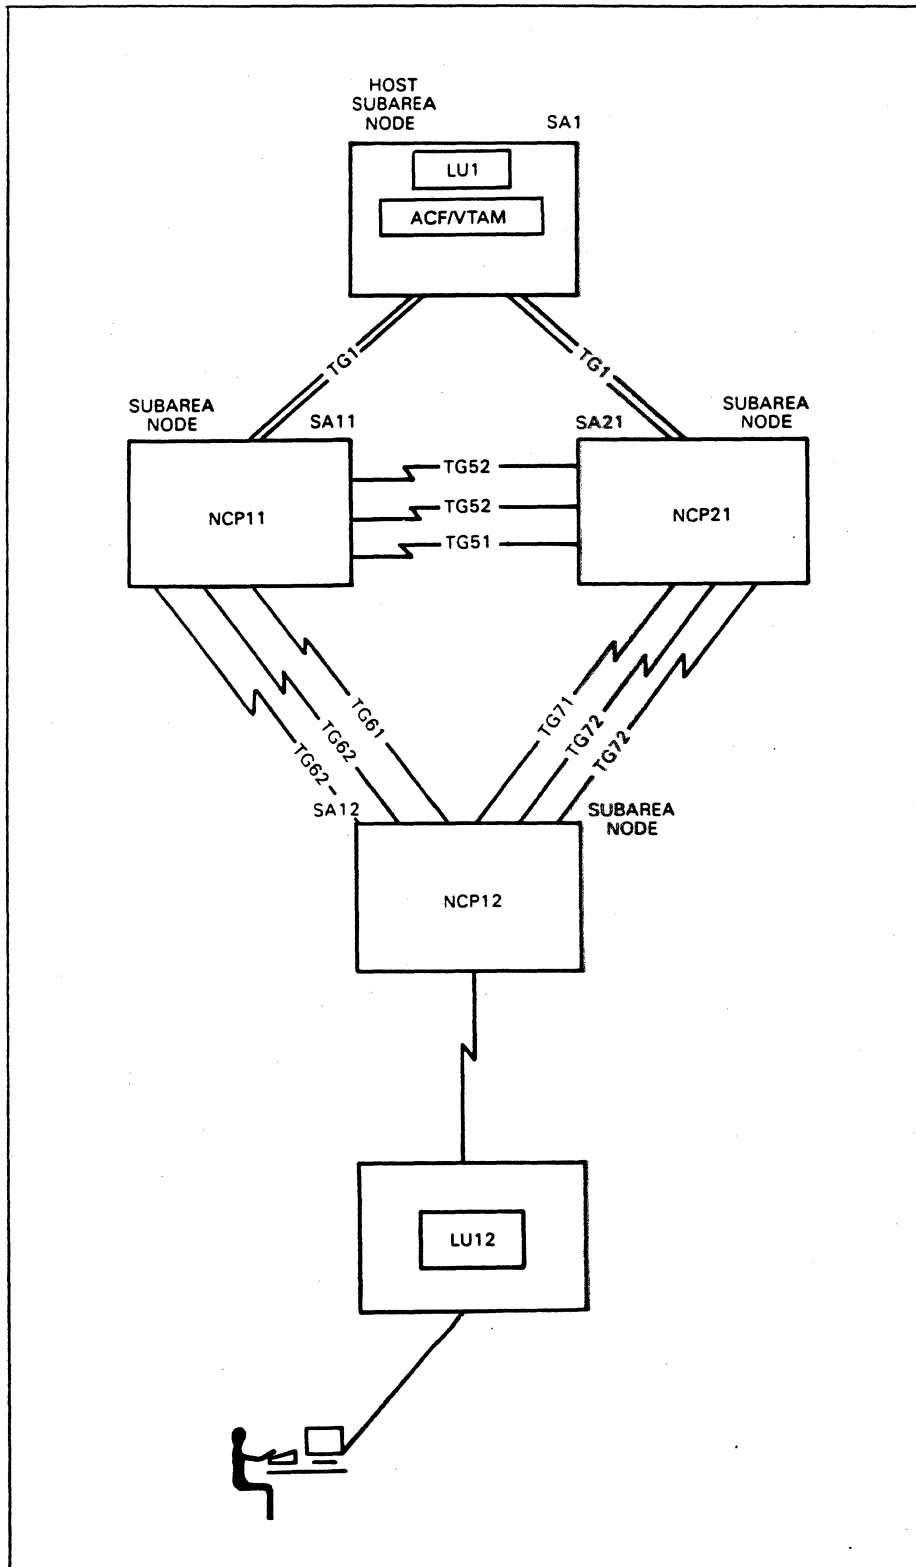 HOST
SUBAREA
NODE
SA1
LU1
ACF/VTAM
TG1
TG1
SUBAREA
NODE
SA11
SA21
SUBAREA
NODE
NCP11
TG52
TG52
TG51
NCP21
TG62
TG62
TG61
TG71
TG72
TG72
SA12
SUBAREA
NODE
NCP12
LU12